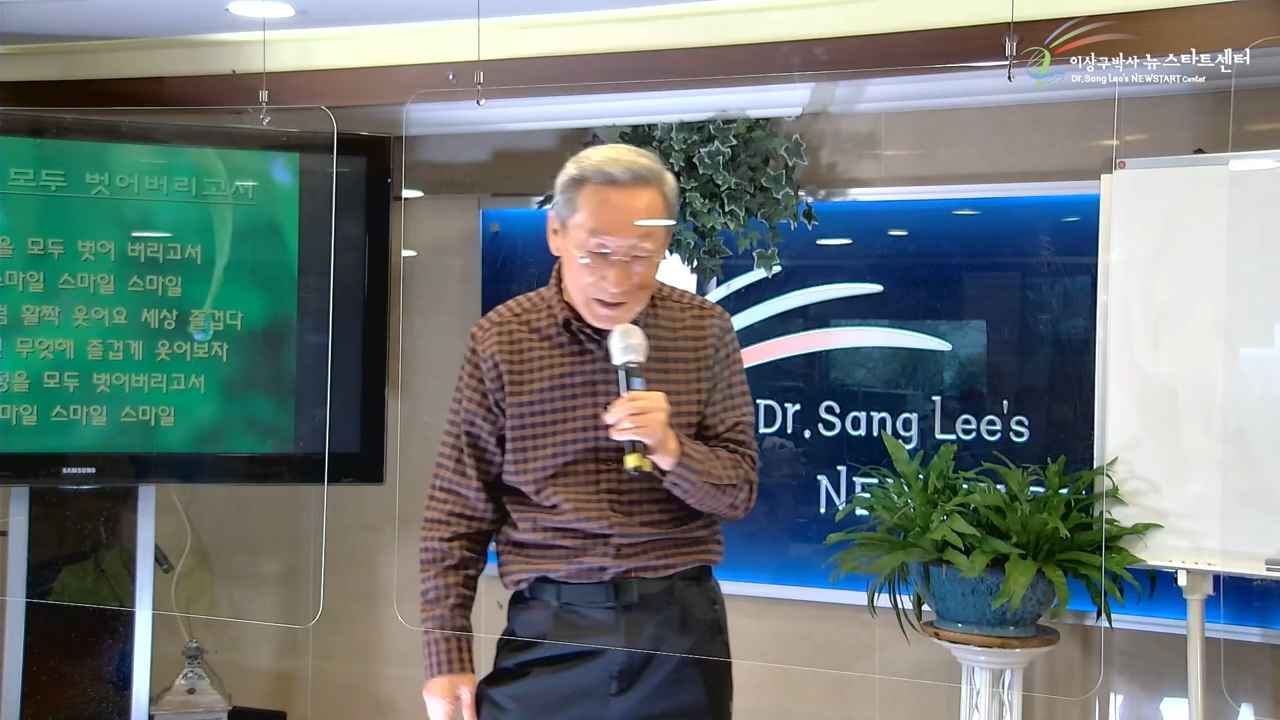 이상구박사 뉴스타트센터
Dr. Sang Lee's NEWSTART Center
모두 벗어버리고서
을 모두 벗어 버리고서
스마일 스마일 스마일
활짝 웃어요 세상 즐겁다
무엇해 즐겁게 웃어보자
정을 모두 벗어버리고서
마일 스마일 스마일
SAMSUNG
Dr. Sang Lee's